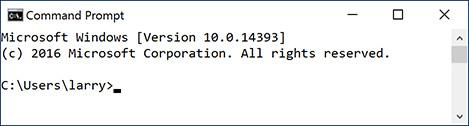 Command Prompt
Microsoft Windows [Version 10.0.14393]
(c) 2016 Microsoft Corporation. All rights reserved.
C:\Users\larry>